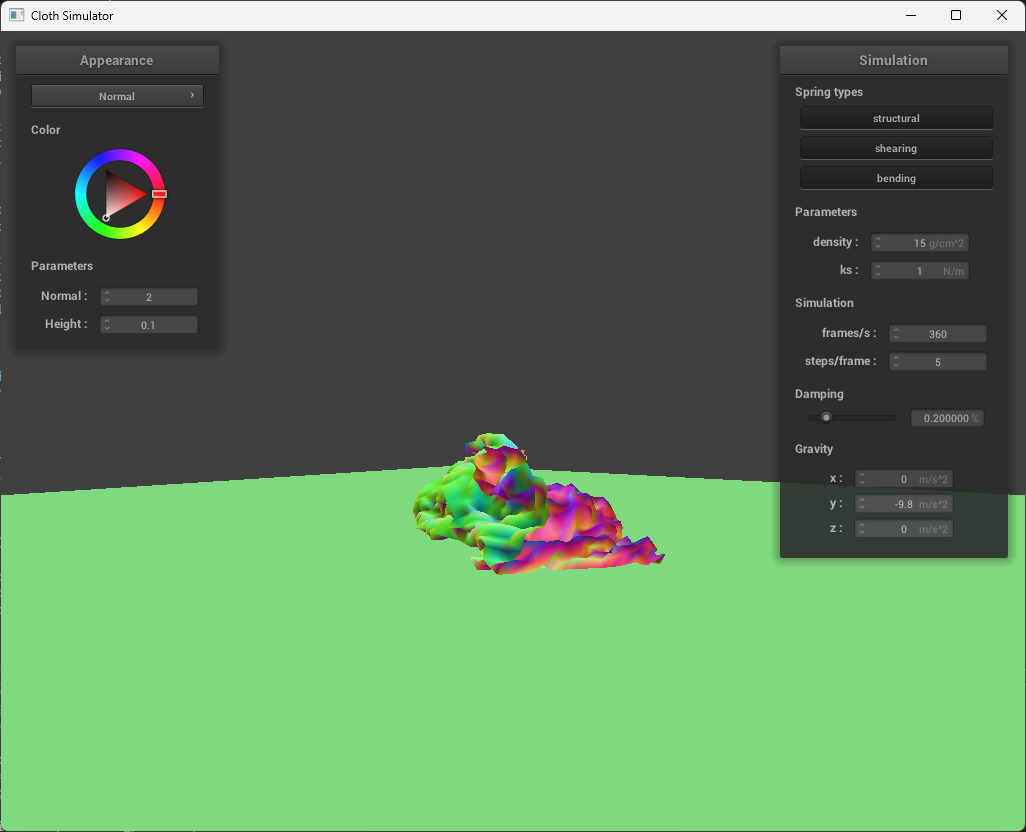 Cloth Simulator
Appearance
Normal
Color
Parameters
Normal :
2
Height :
0.1
Simulation
Spring types
structural
shearing
bending
Parameters
density :
15 g/cm^2
ks :
1 N/m
Simulation
frames/s :
360
steps/frame :
5
Damping
0.200000 %
Gravity
x :
0 m/s^2
y :
-9.8 m/s^2
z :
0 m/s^2